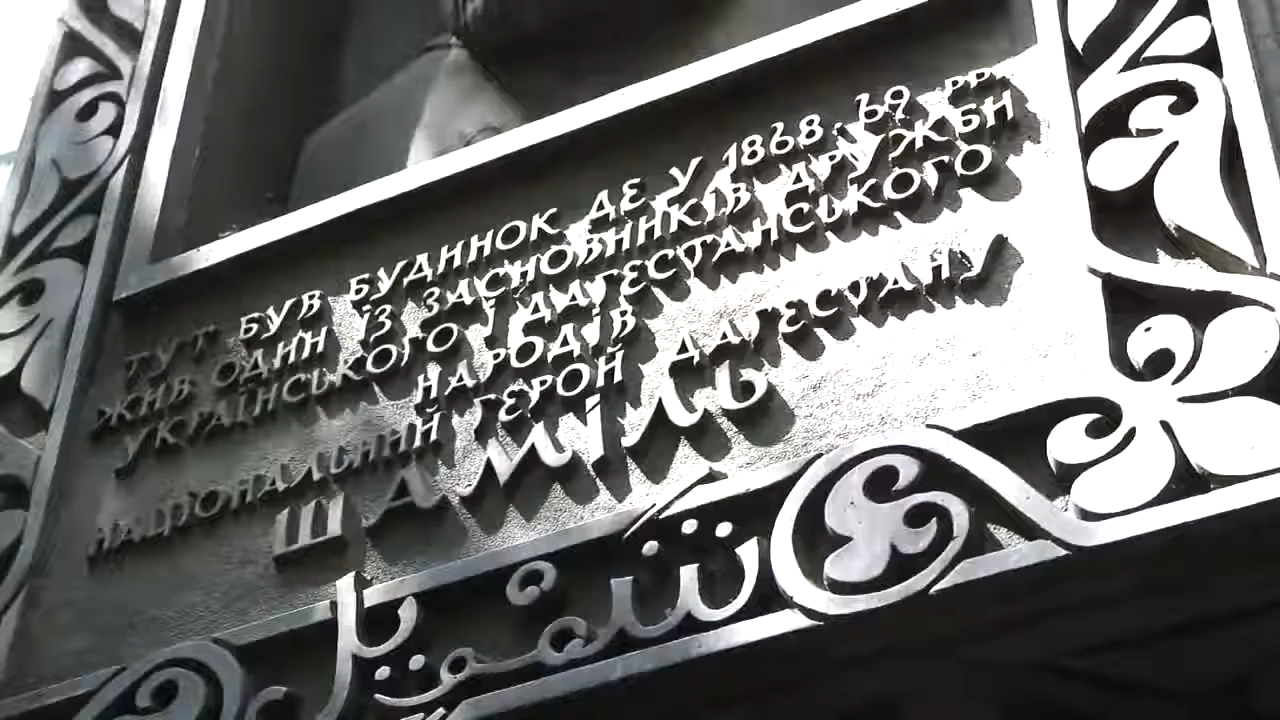 ТУТ БУВ БУДИНОК ДЕ У 1868-69 РР
ЖИВ ОДИН ІЗ ЗАСНОВНИКІВ ДРУЖБИ
УКРАЇНСЬКОГО І ДАГЕСТАНСЬКОГО
НАРОДІВ
НАЦІОНАЛЬНИЙ ГЕРОЙ ДАГЕСТАНУ
ШАМІЛЬ